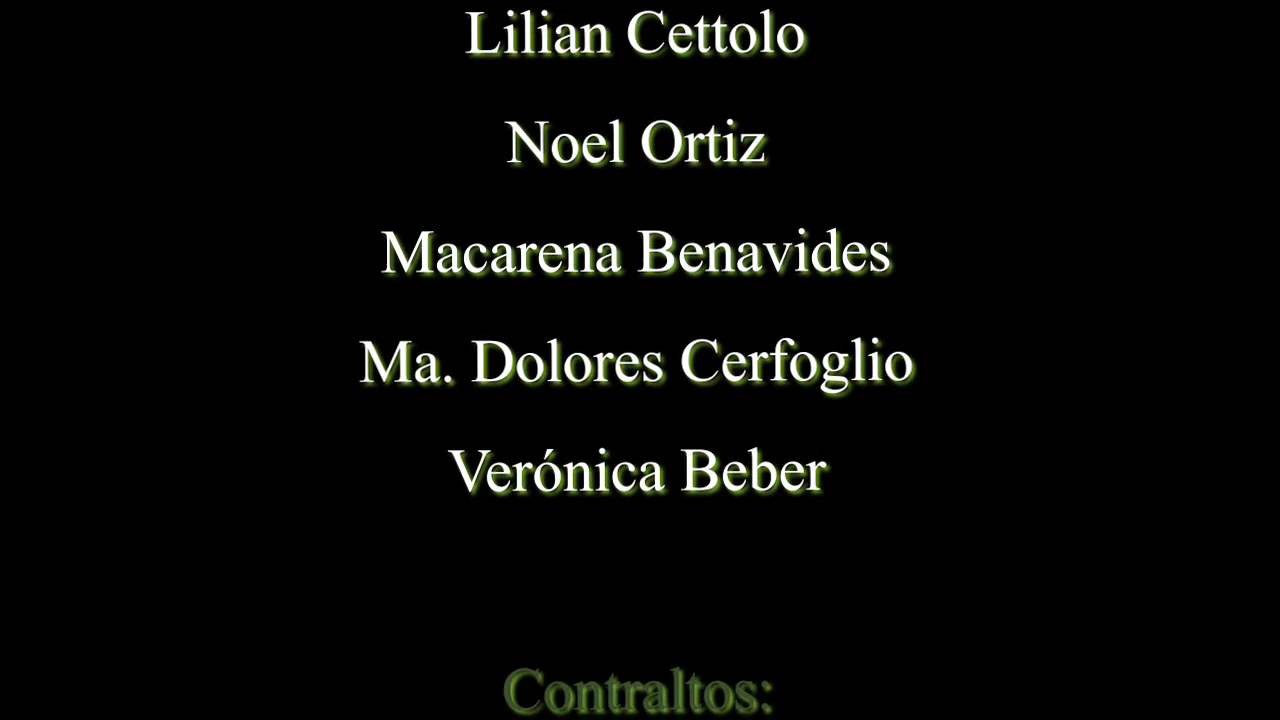 Lilian Cettolo
Noel Ortiz
Macarena Benavides
Ma. Dolores Cerfoglio
Verónica Beber
Contraltos: